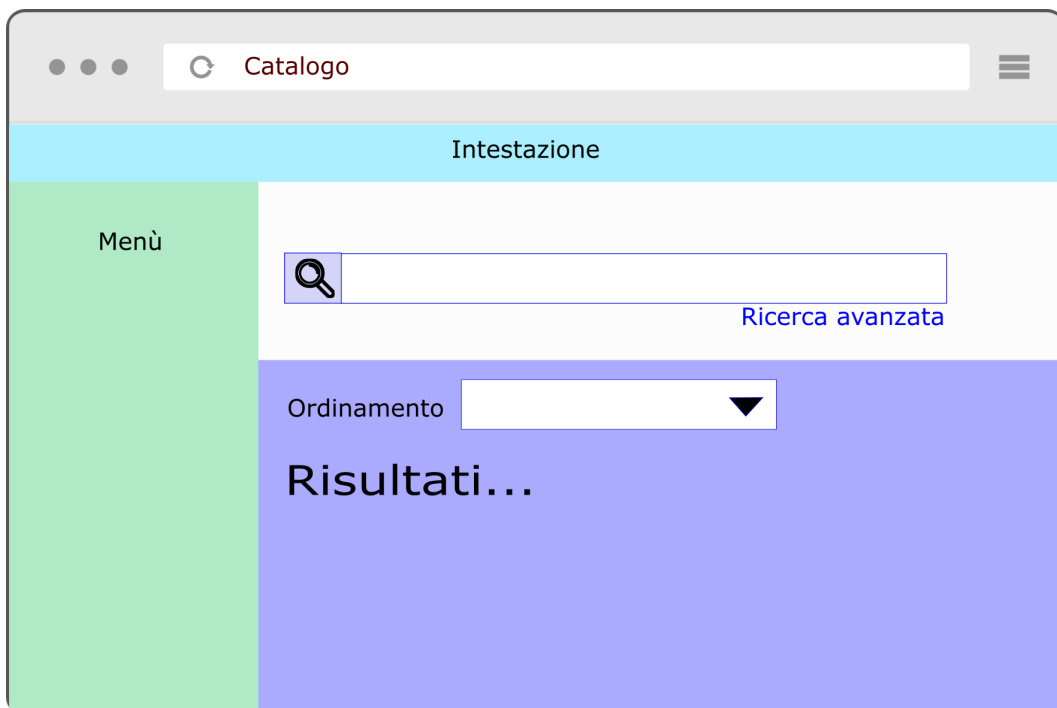 Catalogo
Intestazione
Menù
Ricerca avanzata
Ordinamento
Risultati...